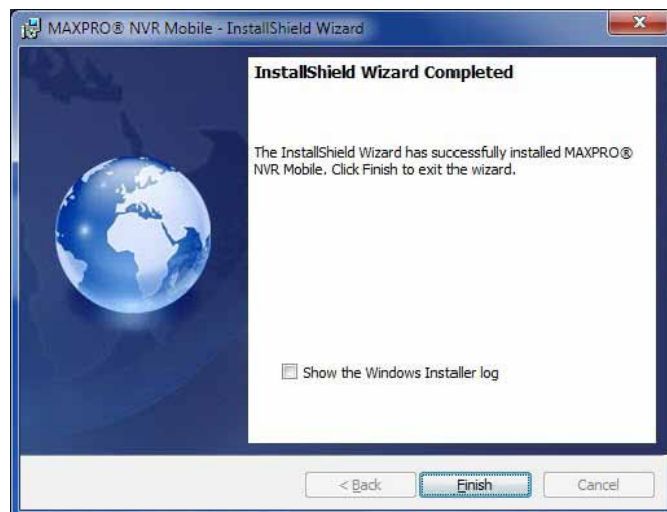 MAXPRO® NVR Mobile - InstallShield Wizard
InstallShield Wizard Completed
The InstallShield Wizard has successfully installed MAXPRO®
NVR Mobile. Click Finish to exit the wizard.
Show the Windows Installer log
< Back Finish Cancel